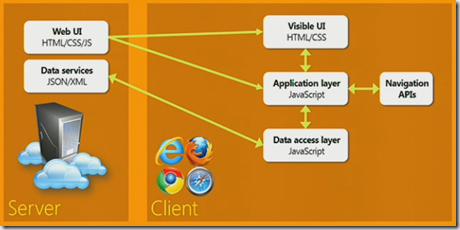 Web UI
HTML/CSS/JS
Data services
JSON/XML
Server
Visible UI
HTML/CSS
Application layer
JavaScript
Navigation
APIs
Data access layer
JavaScript
Client